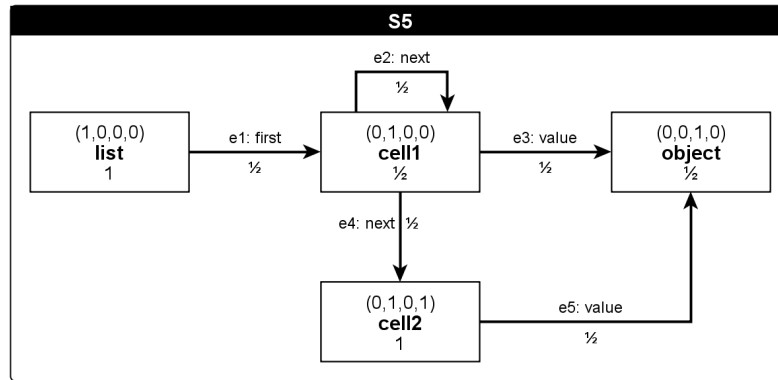 S5
e2: next
½
(1,0,0,0)
list
1
e1: first
½
(0,1,0,0)
cell1
½
e3: value
½
(0,0,1,0)
object
½
e4: next ½
(0,1,0,1)
cell2
1
e5: value
½